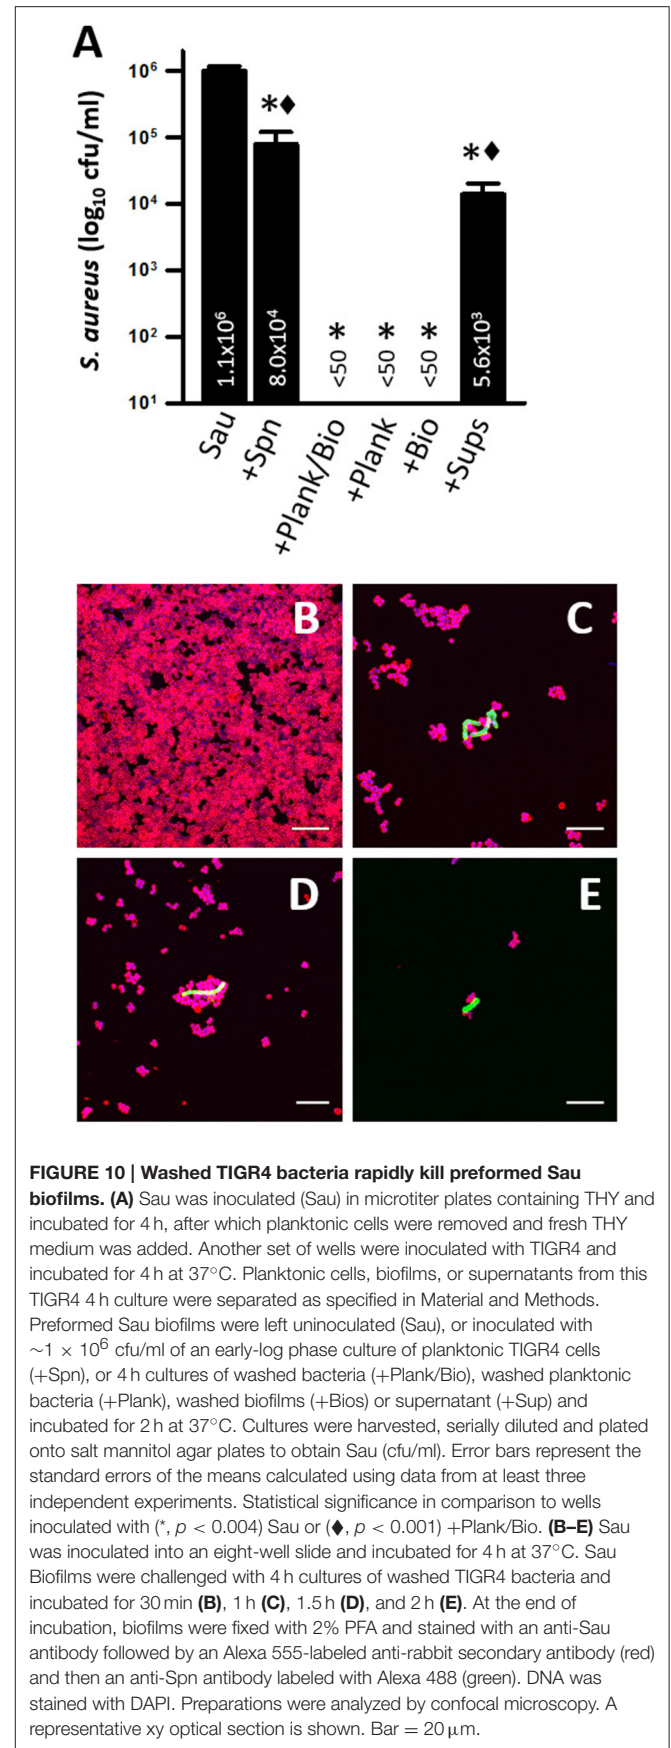 A
S. aureus (log10 cfu/ml)
10⁶
10⁵
10⁴
10³
10²
10¹
*♦
*
*
*
*♦
1.1x10⁶
8.0x10⁴
<50
<50
<50
5.6x10³
Sau
+Spn
+Plank/Bio
+Plank
+Bio
+Sups
B
C
D
E
FIGURE 10 | Washed TIGR4 bacteria rapidly kill preformed Sau
biofilms. (A) Sau was inoculated (Sau) in microtiter plates containing THY and
incubated for 4 h, after which planktonic cells were removed and fresh THY
medium was added. Another set of wells were inoculated with TIGR4 and
incubated for 4 h at 37°C. Planktonic cells, biofilms, or supernatants from this
TIGR4 4 h culture were separated as specified in Material and Methods.
Preformed Sau biofilms were left uninoculated (Sau), or inoculated with
~1 × 10⁶ cfu/ml of an early-log phase culture of planktonic TIGR4 cells
(+Spn), or 4 h cultures of washed bacteria (+Plank/Bio), washed planktonic
bacteria (+Plank), washed biofilms (+Bios) or supernatant (+Sup) and
incubated for 2 h at 37°C. Cultures were harvested, serially diluted and plated
onto salt mannitol agar plates to obtain Sau (cfu/ml). Error bars represent the
standard errors of the means calculated using data from at least three
independent experiments. Statistical significance in comparison to wells
inoculated with (*, p < 0.004) Sau or (♦, p < 0.001) +Plank/Bio. (B–E) Sau
was inoculated into an eight-well slide and incubated for 4 h at 37°C. Sau
Biofilms were challenged with 4 h cultures of washed TIGR4 bacteria and
incubated for 30 min (B), 1 h (C), 1.5 h (D), and 2 h (E). At the end of
incubation, biofilms were fixed with 2% PFA and stained with an anti-Sau
antibody followed by an Alexa 555-labeled anti-rabbit secondary antibody (red)
and then an anti-Spn antibody labeled with Alexa 488 (green). DNA was
stained with DAPI. Preparations were analyzed by confocal microscopy. A
representative xy optical section is shown. Bar = 20 μm.